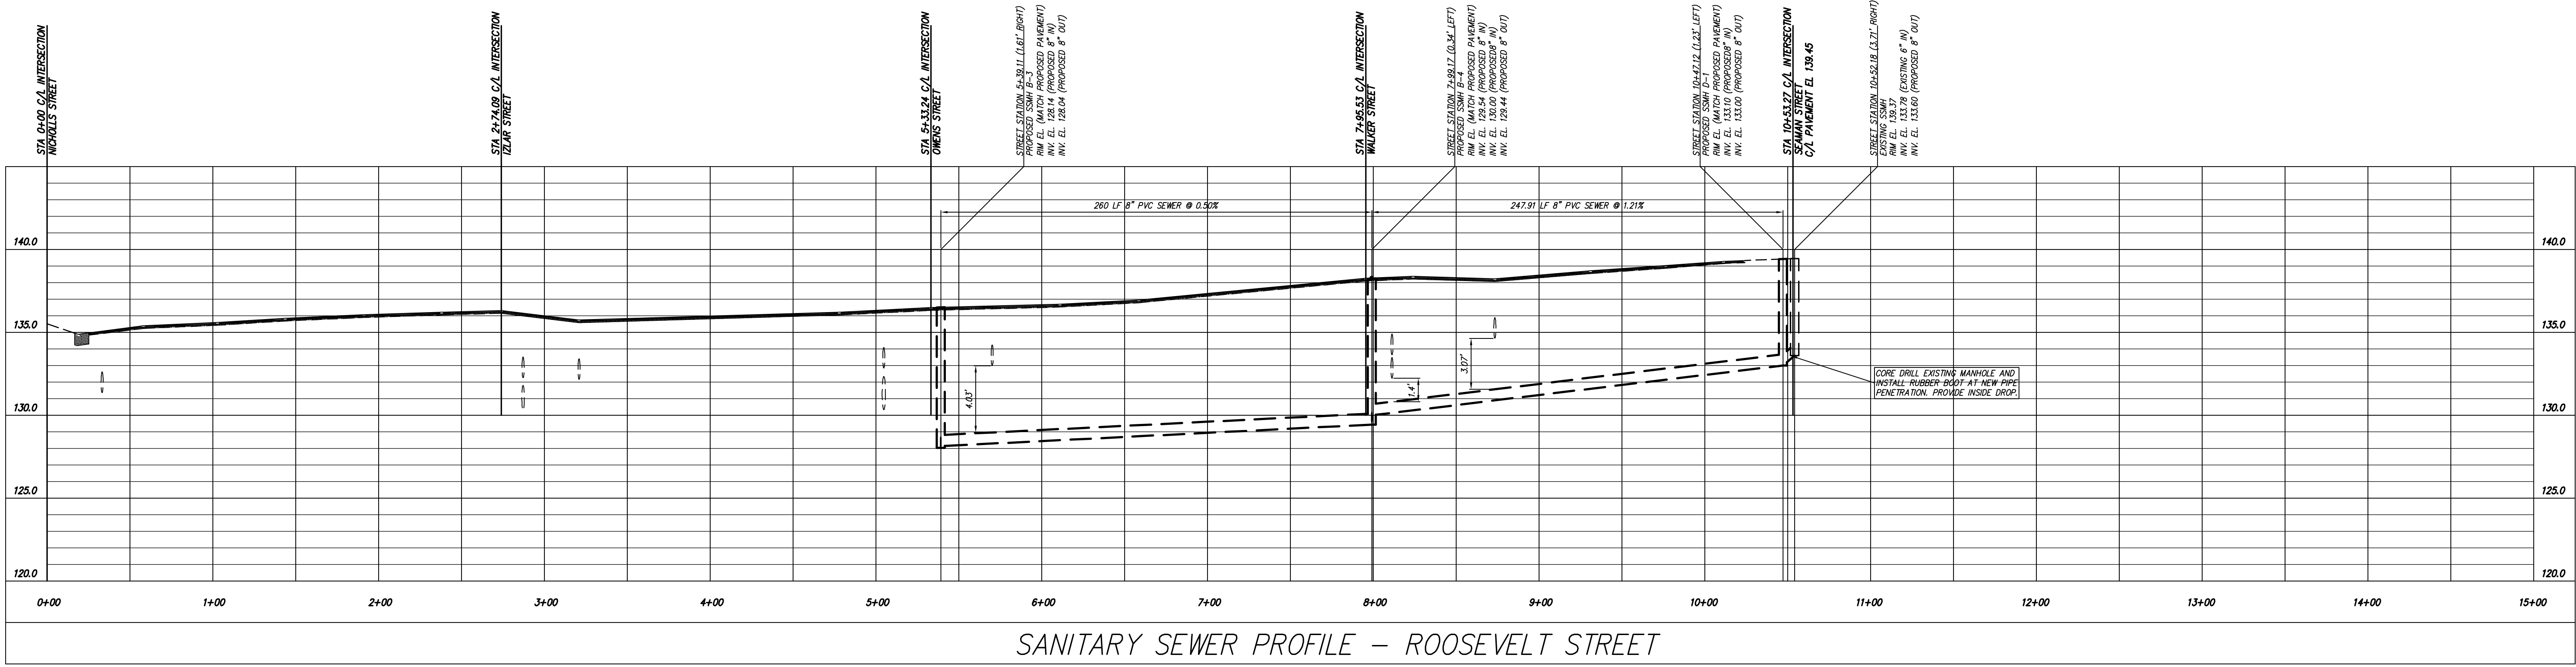 STA 0+00 C/L INTERSECTION
NICHOLLS STREET
STA 2+74.09 C/L INTERSECTION
IZLAR STREET
STA 5+33.24 C/L INTERSECTION
OWENS STREET
STREET STATION 5+39.11 (1.61' RIGHT)
PROPOSED SSMH B-3
RIM EL. (MATCH PROPOSED PAVEMENT)
INV. EL. 128.14 (PROPOSED 8" IN)
INV. EL. 128.04 (PROPOSED 8" OUT)
STA 7+95.53 C/L INTERSECTION
WALKER STREET
STREET STATION 7+99.17 (0.34' LEFT)
PROPOSED SSMH B-4
RIM EL. (MATCH PROPOSED PAVEMENT)
INV. EL. 129.54 (PROPOSED 8" IN)
INV. EL. 130.00 (PROPOSED8" IN)
INV. EL. 129.44 (PROPOSED 8" OUT)
STREET STATION 10+47.12 (1.23' LEFT)
PROPOSED SSMH D-1
RIM EL. (MATCH PROPOSED PAVEMENT)
INV. EL. 133.10 (PROPOSED8" IN)
INV. EL. 133.00 (PROPOSED 8" OUT)
STA 10+53.27 C/L INTERSECTION
SEAMAN STREET
C/L PAVEMENT EL 139.45
STREET STATION 10+52.18 (3.71' RIGHT)
EXISTING SSMH
RIM EL. 139.37
INV. EL. 133.78 (EXISTING 6" IN)
INV. EL. 133.60 (PROPOSED 8" OUT)
260 LF 8" PVC SEWER @ 0.50%
247.91 LF 8" PVC SEWER @ 1.21%
140.0
140.0
135.0
135.0
4.03'
1.4'
3.07'
CORE DRILL EXISTING MANHOLE AND
INSTALL RUBBER BOOT AT NEW PIPE
PENETRATION. PROVIDE INSIDE DROP.
130.0
130.0
125.0
125.0
120.0
120.0
0+00 1+00 2+00 3+00 4+00 5+00 6+00 7+00 8+00 9+00 10+00 11+00 12+00 13+00 14+00 15+00
SANITARY SEWER PROFILE - ROOSEVELT STREET